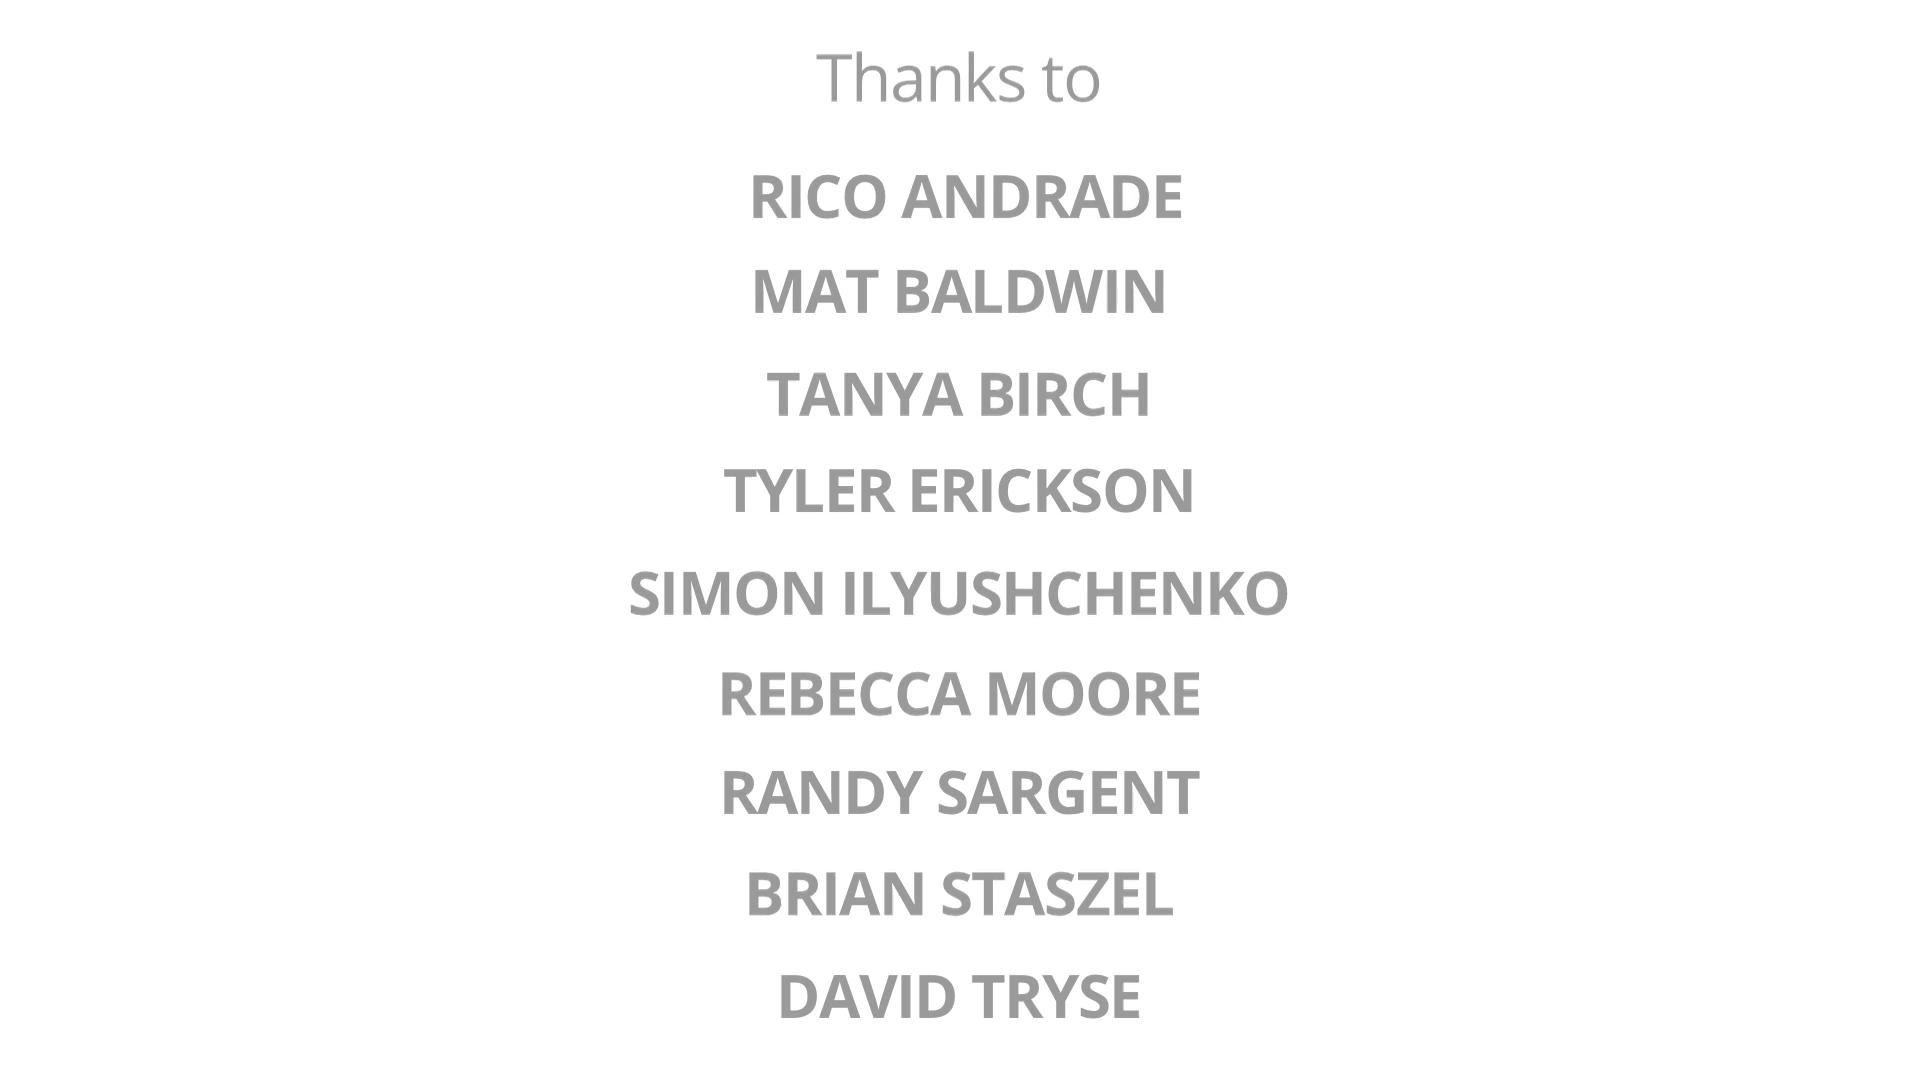 Thanks to
RICO ANDRADE
MAT BALDWIN
TANYA BIRCH
TYLER ERICKSON
SIMON ILYUSHCHENKO
REBECCA MOORE
RANDY SARGENT
BRIAN STASZEL
DAVID TRYSE